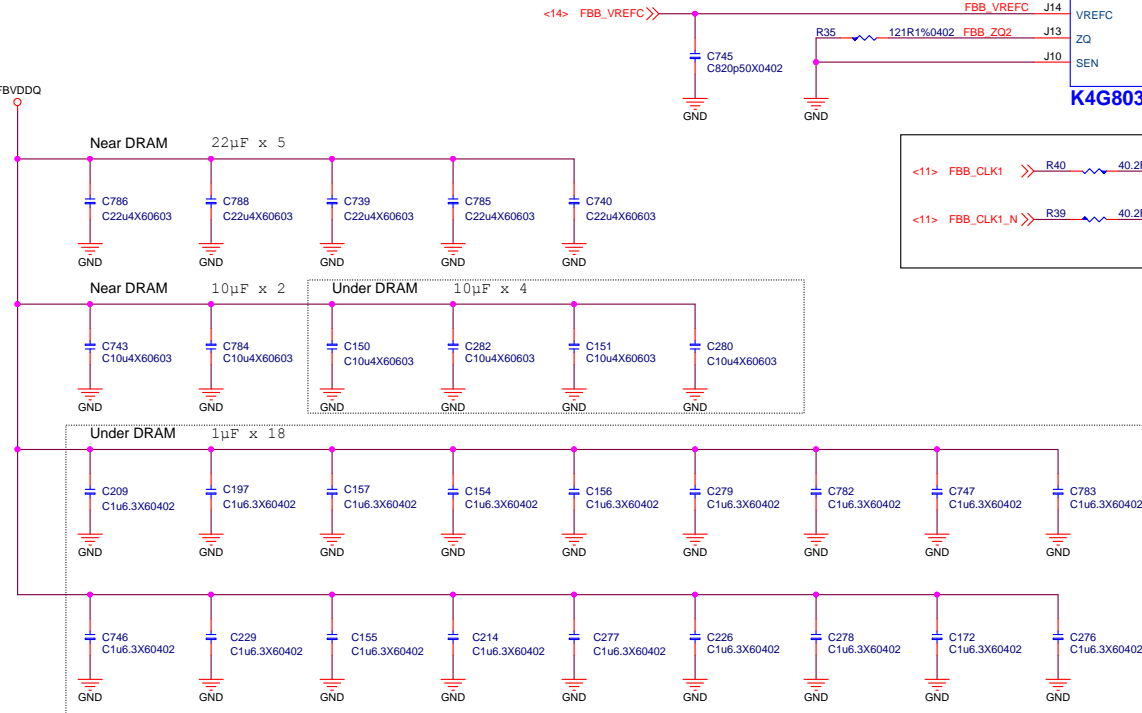 <14> FBB_VREFC
FBB_VREFC J14 VREFC
R35 121R1%0402 FBB_ZQ2 J13 ZQ
J10 SEN
C745
C820p50X0402
GND GND
K4G803
FBVDDQ
Near DRAM 22µF x 5
C786 C788 C739 C785 C740
C22u4X60603 C22u4X60603 C22u4X60603 C22u4X60603 C22u4X60603
GND GND GND GND GND
<11> FBB_CLK1 R40 40.2
<11> FBB_CLK1_N R39 40.2
Near DRAM 10µF x 2 Under DRAM 10µF x 4
C743 C784 C150 C282 C151 C280
C10u4X60603 C10u4X60603 C10u4X60603 C10u4X60603 C10u4X60603 C10u4X60603
GND GND GND GND GND GND
Under DRAM 1µF x 18
C209 C197 C157 C154 C156 C279 C782 C747 C783
C1u6.3X60402 C1u6.3X60402 C1u6.3X60402 C1u6.3X60402 C1u6.3X60402 C1u6.3X60402 C1u6.3X60402 C1u6.3X60402 C1u6.3X60402
GND GND GND GND GND GND GND GND GND
C746 C229 C155 C214 C277 C226 C278 C172 C276
C1u6.3X60402 C1u6.3X60402 C1u6.3X60402 C1u6.3X60402 C1u6.3X60402 C1u6.3X60402 C1u6.3X60402 C1u6.3X60402 C1u6.3X60402
GND GND GND GND GND GND GND GND GND